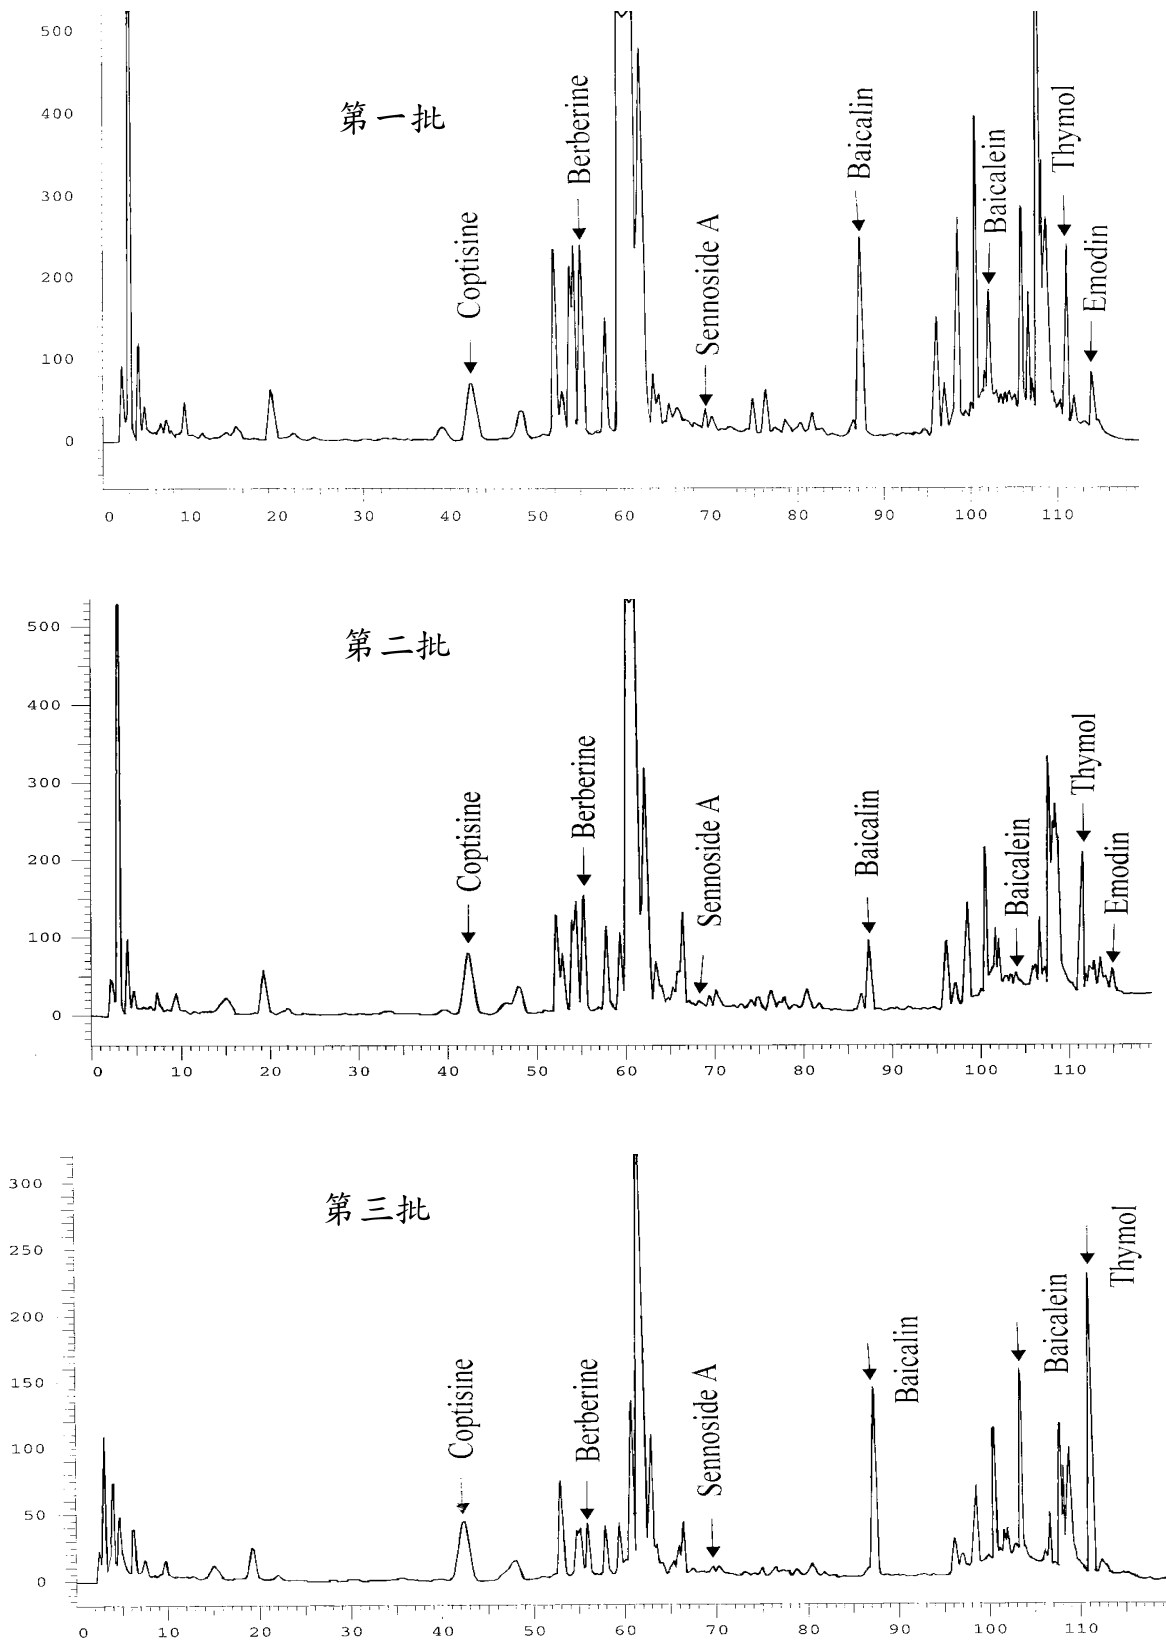 500
400
300
200
100
0
第一批
Coptisine
Berberine
Sennoside A
Baicalin
Baicalein
Thymol
Emodin
0 10 20 30 40 50 60 70 80 90 100 110
500
400
300
200
100
0
第二批
Coptisine
Berberine
Sennoside A
Baicalin
Baicalein
Thymol
Emodin
0 10 20 30 40 50 60 70 80 90 100 110
300
250
200
150
100
50
0
第三批
Coptisine
Berberine
Sennoside A
Baicalin
Baicalein
Thymol
0 10 20 30 40 50 60 70 80 90 100 110